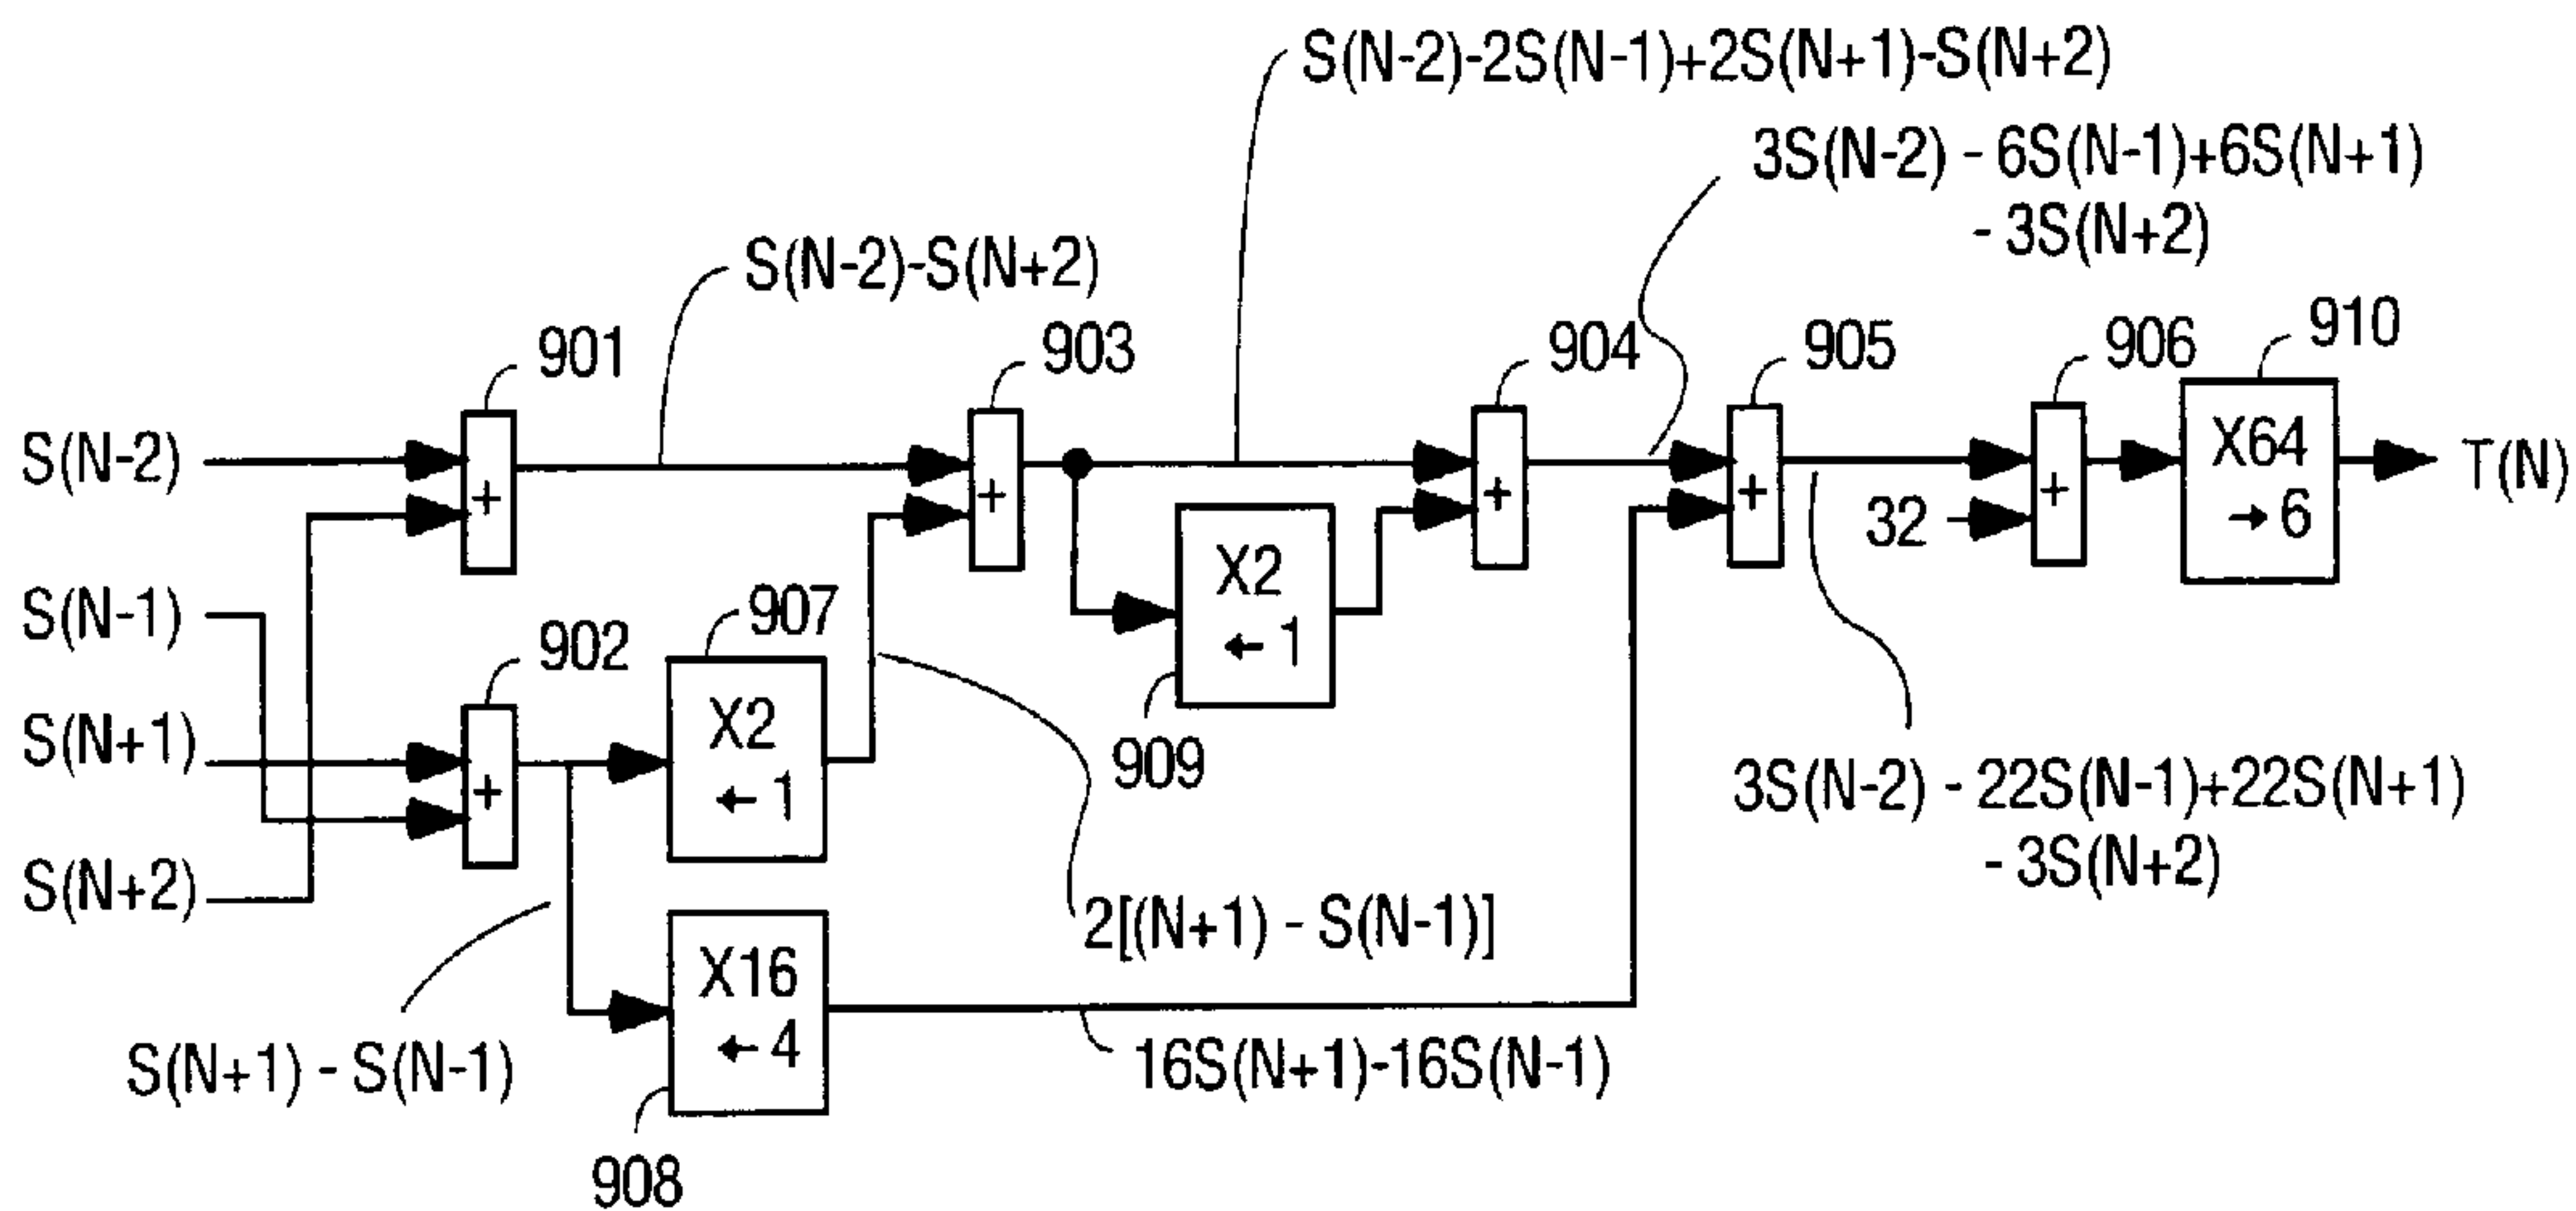 S(N-2)-2S(N-1)+2S(N+1)-S(N+2)
3S(N-2) - 6S(N-1)+6S(N+1)
- 3S(N+2)
S(N-2)-S(N+2)
901
903
904
905
906
910
S(N-2)
+
+
+
+
32
+
X64
→ 6
T(N)
X2
← 1
909
S(N-1)
902
907
S(N+1)
+
X2
← 1
S(N+2)
3S(N-2) - 22S(N-1)+22S(N+1)
- 3S(N+2)
2[(N+1) - S(N-1)]
X16
← 4
S(N+1) - S(N-1)
16S(N+1)-16S(N-1)
908